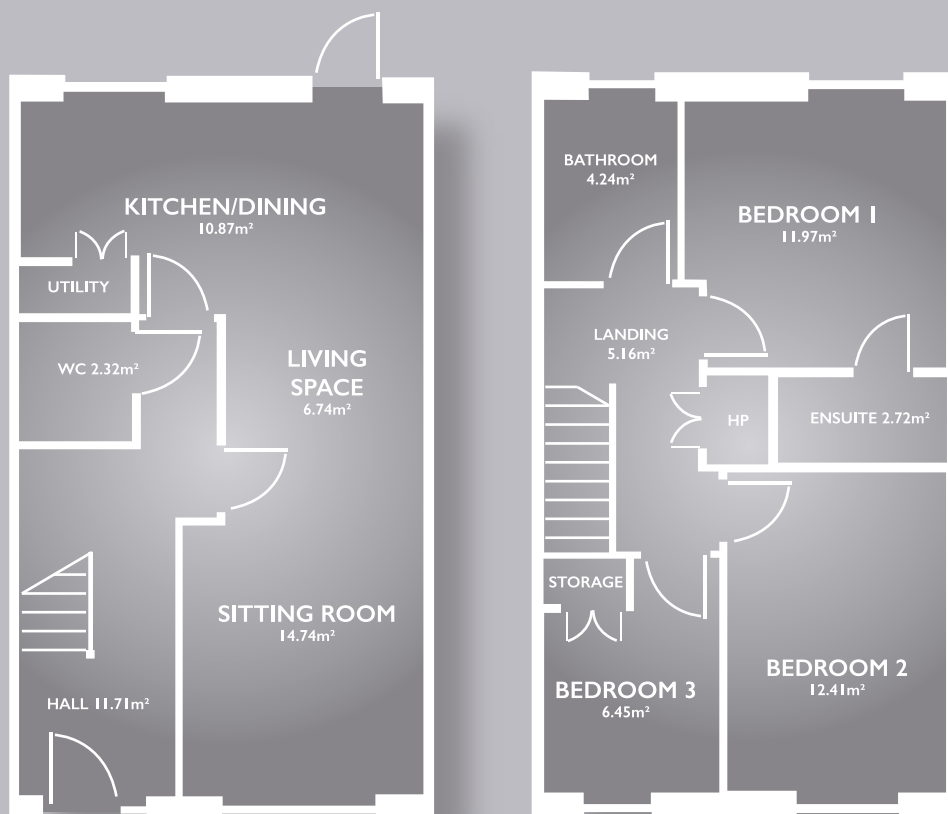 KITCHEN/DINING
10.87m²
UTILITY
WC 2.32m²
LIVING
SPACE
6.74m²
SITTING ROOM
14.74m²
HALL 11.71m²
BATHROOM
4.24m²
BEDROOM 1
11.97m²
LANDING
5.16m²
HP
ENSUITE 2.72m²
STORAGE
BEDROOM 3
6.45m²
BEDROOM 2
12.41m²